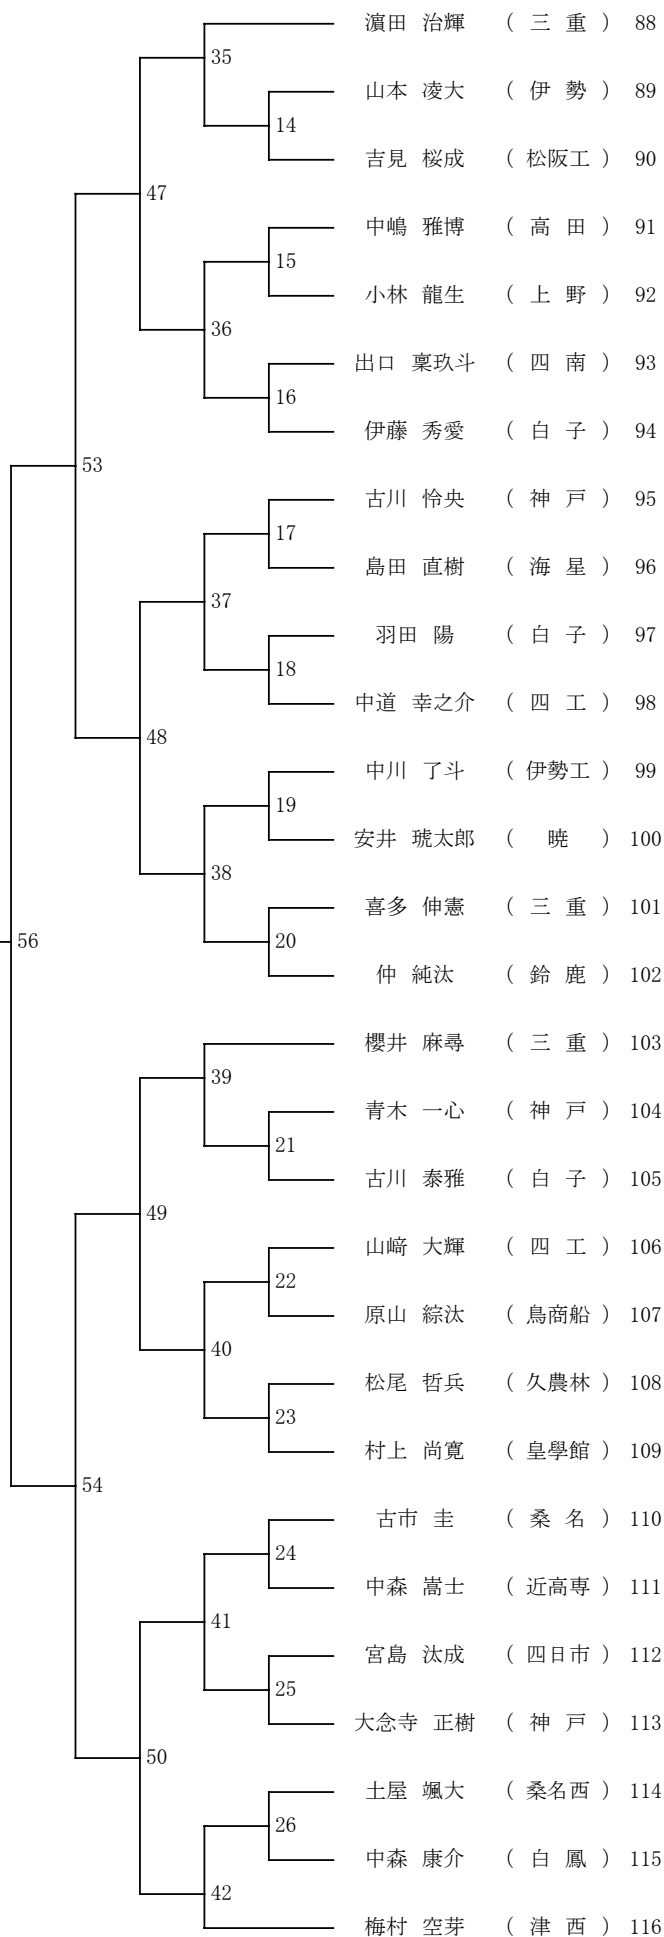 濵田 治輝 ( 三 重 ) 88
35
山本 凌大 ( 伊 勢 ) 89
14
吉見 桜成 ( 松阪工 ) 90
47
中嶋 雅博 ( 高 田 ) 91
15
小林 龍生 ( 上 野 ) 92
36
出口 稟玖斗 ( 四 南 ) 93
16
伊藤 秀愛 ( 白 子 ) 94
53
古川 怜央 ( 神 戸 ) 95
17
島田 直樹 ( 海 星 ) 96
37
羽田 陽 ( 白 子 ) 97
18
中道 幸之介 ( 四 工 ) 98
48
中川 了斗 ( 伊勢工 ) 99
19
安井 琥太郎 ( 暁 ) 100
38
喜多 伸憲 ( 三 重 ) 101
56 20
仲 純汰 ( 鈴 鹿 ) 102
櫻井 麻尋 ( 三 重 ) 103
39
青木 一心 ( 神 戸 ) 104
21
古川 泰雅 ( 白 子 ) 105
49
山﨑 大輝 ( 四 工 ) 106
22
原山 綜汰 ( 鳥商船 ) 107
40
松尾 哲兵 ( 久農林 ) 108
23
村上 尚寛 ( 皇學館 ) 109
54
古市 圭 ( 桑 名 ) 110
24
中森 嵩士 ( 近高専 ) 111
41
宮島 汰成 ( 四日市 ) 112
25
大念寺 正樹 ( 神 戸 ) 113
50
土屋 颯大 ( 桑名西 ) 114
26
中森 康介 ( 白 鳳 ) 115
42
梅村 空芽 ( 津 西 ) 116